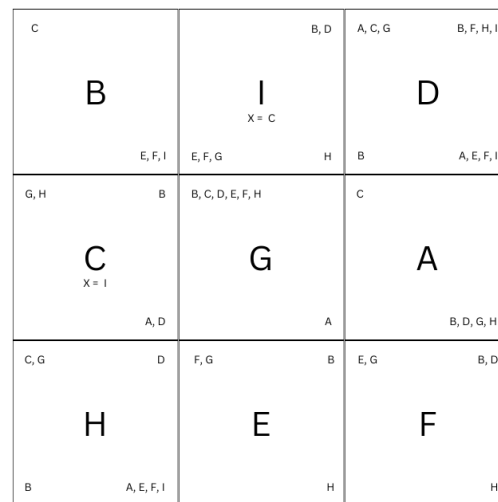 C
B
E, F, I
B, D
I
X = C
E, F, G
H
A, C, G
B, F, H, I
D
B
A, E, F, I
G, H
B
C
X = I
A, D
B, C, D, E, F, H
G
A
C
A
B, D, G, H
C, G
D
H
B
A, E, F, I
F, G
B
E
H
E, G
B, D
F
H